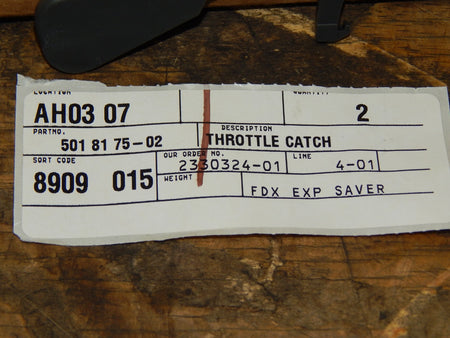 LOCATION QUANTITY
AH03 07 2
PARTNO. DESCRIPTION
501 81 75-02 THROTTLE CATCH
SORT CODE OUR ORDER NO. LINE
2330324-01 4-01
8909 015 WEIGHT
FDX EXP SAVER